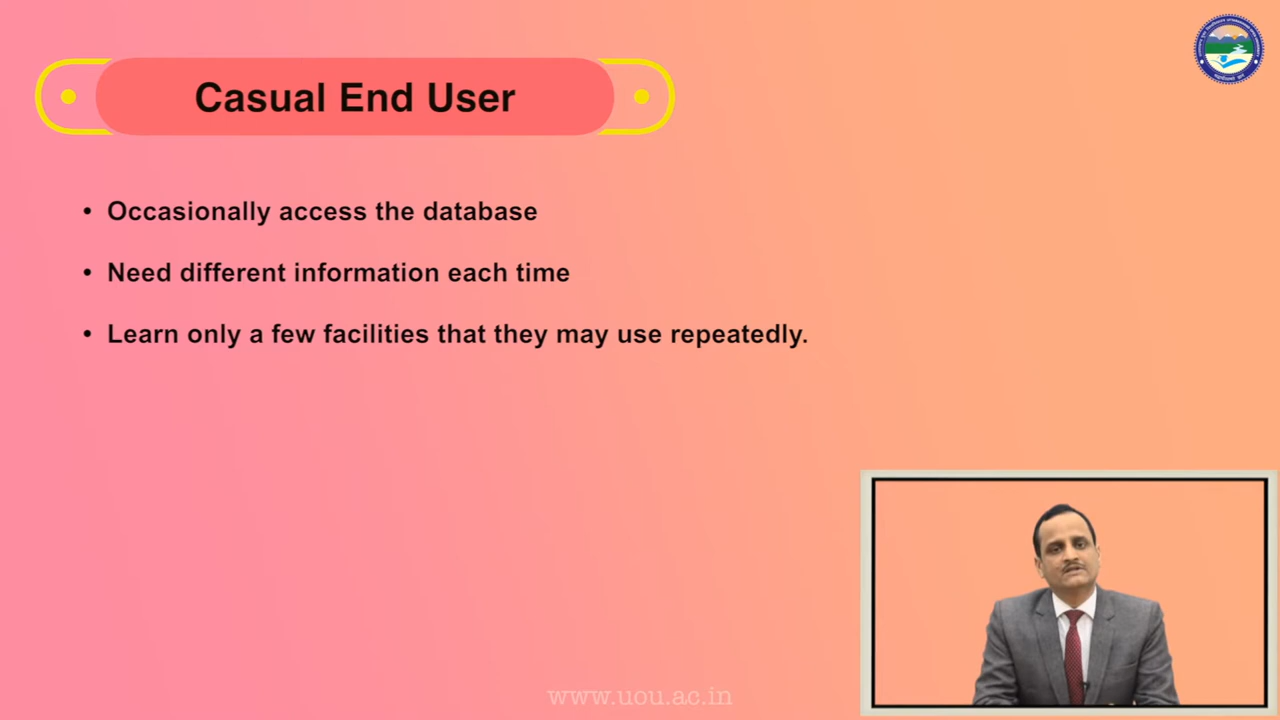 Casual End User
• Occasionally access the database
• Need different information each time
• Learn only a few facilities that they may use repeatedly.
www.uou.ac.in